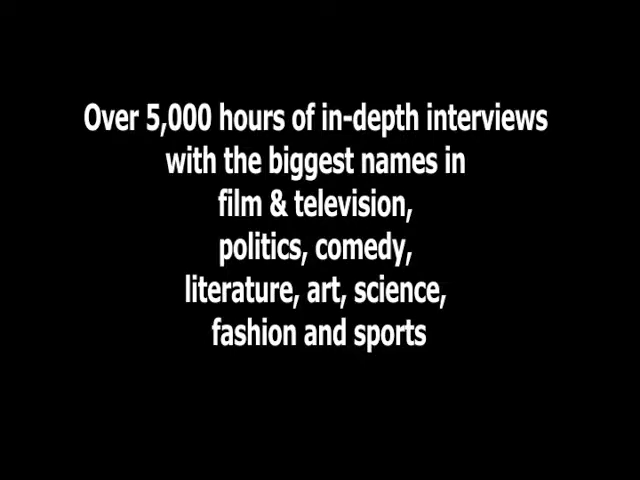 Over 5,000 hours of in-depth interviews
with the biggest names in
film & television,
politics, comedy,
literature, art, science,
fashion and sports